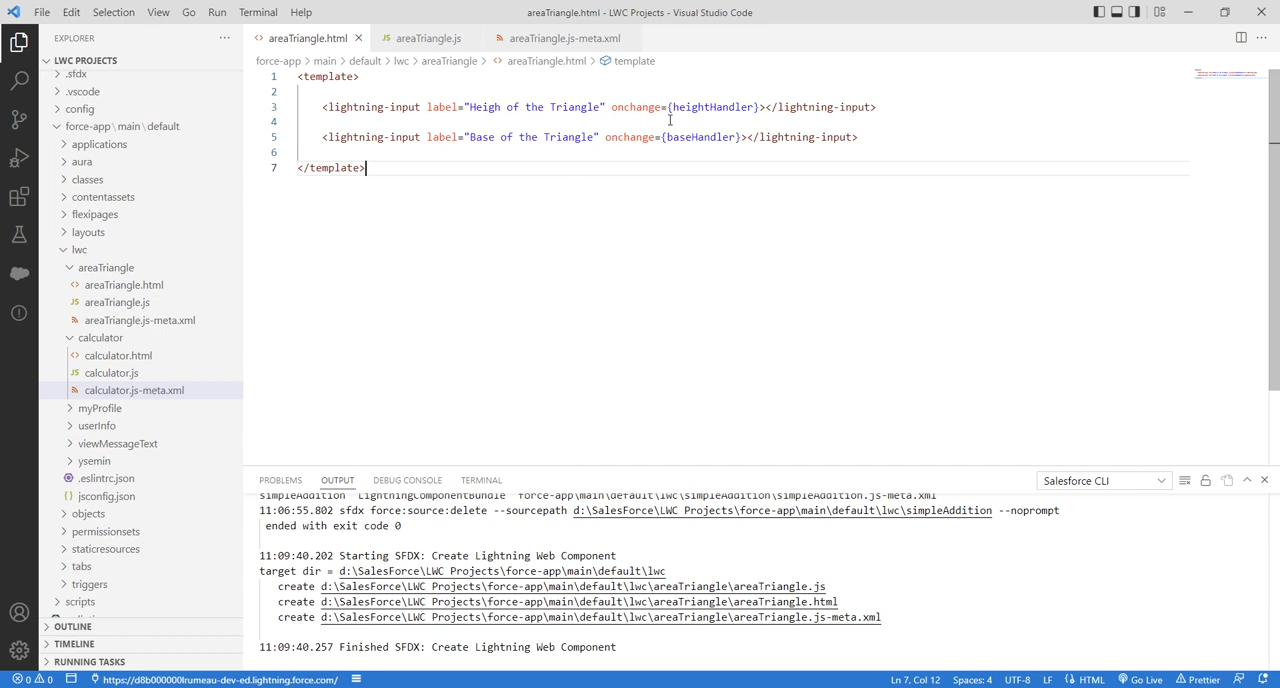 File Edit Selection View Go Run Terminal Help
areaTriangle.html - LWC Projects - Visual Studio Code
EXPLORER
LWC PROJECTS
.sfdx
.vscode
config
force-app\main\default
applications
aura
classes
contentassets
flexipages
layouts
lwc
areaTriangle
areaTriangle.html
areaTriangle.js
areaTriangle.js-meta.xml
calculator
calculator.html
calculator.js
calculator.js-meta.xml
myProfile
userInfo
viewMessageText
ysemin
.eslintrc.json
jsconfig.json
objects
permissionsets
staticresources
tabs
triggers
scripts
OUTLINE
TIMELINE
RUNNING TASKS
areaTriangle.html areaTriangle.js areaTriangle.js-meta.xml
force-app > main > default > lwc > areaTriangle > areaTriangle.html > template
1 <template>
2
3 <lightning-input label="Heigh of the Triangle" onchange={heightHandler}></lightning-input>
4
5 <lightning-input label="Base of the Triangle" onchange={baseHandler}></lightning-input>
6
7 </template>
PROBLEMS OUTPUT DEBUG CONSOLE TERMINAL
Salesforce CLI
simpleAddition LightningComponentBundle force-app\main\default\lwc\simpleAddition\simpleAddition.js-meta.xml
11:06:55.802 sfdx force:source:delete --sourcepath d:\SalesForce\LWC Projects\force-app\main\default\lwc\simpleAddition --noprompt
ended with exit code 0
11:09:40.202 Starting SFDX: Create Lightning Web Component
target dir = d:\SalesForce\LWC Projects\force-app\main\default\lwc
create d:\SalesForce\LWC Projects\force-app\main\default\lwc\areaTriangle\areaTriangle.js
create d:\SalesForce\LWC Projects\force-app\main\default\lwc\areaTriangle\areaTriangle.html
create d:\SalesForce\LWC Projects\force-app\main\default\lwc\areaTriangle\areaTriangle.js-meta.xml
11:09:40.257 Finished SFDX: Create Lightning Web Component
0 0 https://d8b000000lrumeau-dev-ed.lightning.force.com/ Ln 7, Col 12 Spaces: 4 UTF-8 LF HTML Go Live Prettier